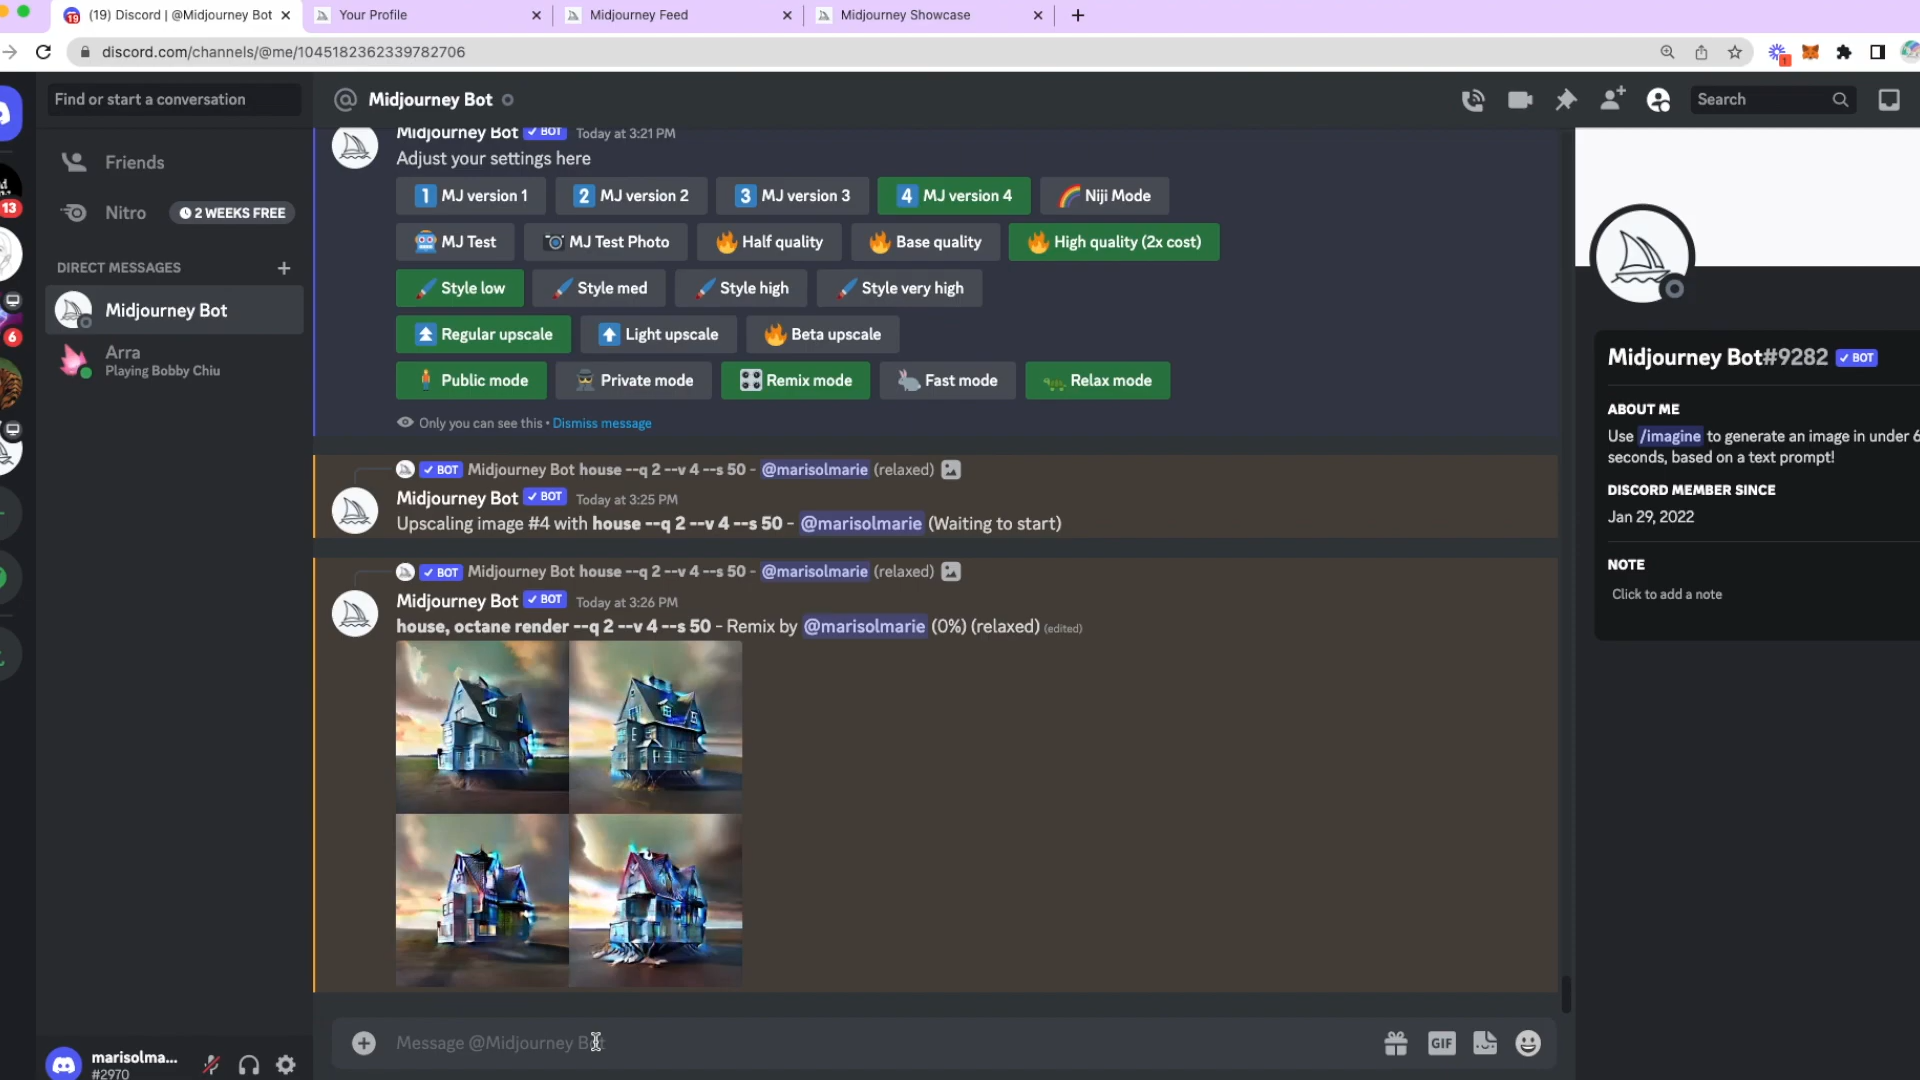 19 (19) Discord | @Midjourney Bot
Your Profile
Midjourney Feed
Midjourney Showcase
discord.com/channels/@me/1045182362339782706
1
Find or start a conversation
Midjourney Bot
Search
13
6
Friends
Nitro
2 WEEKS FREE
DIRECT MESSAGES
Midjourney Bot
Arra
Playing Bobby Chiu
marisolma...
#2970
Midjourney Bot BOT Today at 3:21 PM
Adjust your settings here
1 MJ version 1
2 MJ version 2
3 MJ version 3
4 MJ version 4
Niji Mode
MJ Test
MJ Test Photo
Half quality
Base quality
High quality (2x cost)
Style low
Style med
Style high
Style very high
Regular upscale
Light upscale
Beta upscale
Public mode
Private mode
Remix mode
Fast mode
Relax mode
Only you can see this • Dismiss message
BOT Midjourney Bot house --q 2 --v 4 --s 50 - @marisolmarie (relaxed)
Midjourney Bot BOT Today at 3:25 PM
Upscaling image #4 with house --q 2 --v 4 --s 50 - @marisolmarie (Waiting to start)
BOT Midjourney Bot house --q 2 --v 4 --s 50 - @marisolmarie (relaxed)
Midjourney Bot BOT Today at 3:26 PM
house, octane render --q 2 --v 4 --s 50 - Remix by @marisolmarie (0%) (relaxed) (edited)
Message @Midjourney Bot
GIF
Midjourney Bot#9282 BOT
ABOUT ME
Use /imagine to generate an image in under 6
seconds, based on a text prompt!
DISCORD MEMBER SINCE
Jan 29, 2022
NOTE
Click to add a note